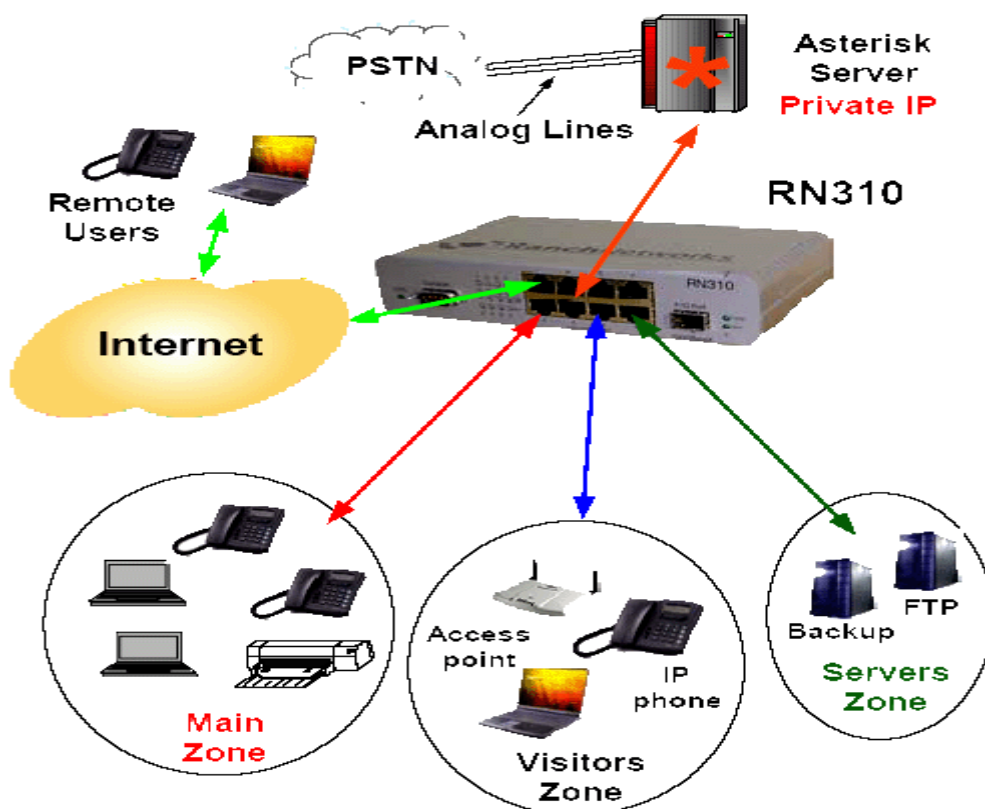 PSTN
Analog Lines
Asterisk
Server
Private IP
RN310
Remote
Users
Internet
RanchNetworks
RN310
Access
point
IP
phone
Backup
FTP
Servers
Zone
Main
Zone
Visitors
Zone